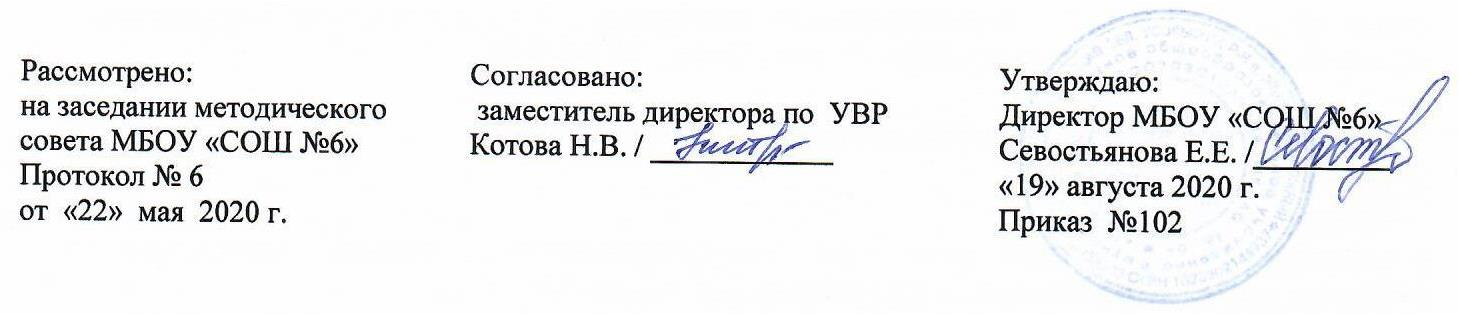 Рассмотрено:
на заседании методического
совета МБОУ «СОШ №6»
Протокол № 6
от «22» мая 2020 г.
Согласовано:
заместитель директора по УВР
Котова Н.В. /
Утверждаю:
Директор МБОУ «СОШ №6»
Севостьянова Е.Е. /
«19» августа 2020 г.
Приказ №102